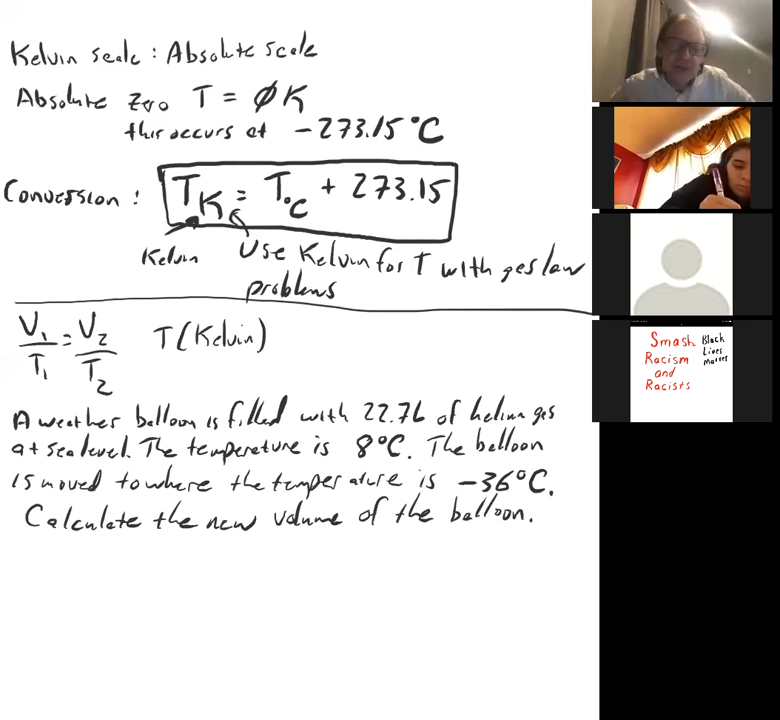 Kelvin scale : Absolute scale
Absolute zero T = ØK
this occurs at -273.15°C
Conversion : TK = T°C + 273.15
Kelvin
Use Kelvin for T with gas law
problems
V1/T1 = V2/T2 T(Kelvin)
A weather balloon is filled with 22.7L of helium gas
at sea level. The temperature is 8°C. The balloon
is moved to where the temperature is -36°C.
Calculate the new volume of the balloon.
Smash
Racism
and
Racists
Black
Lives
Matter